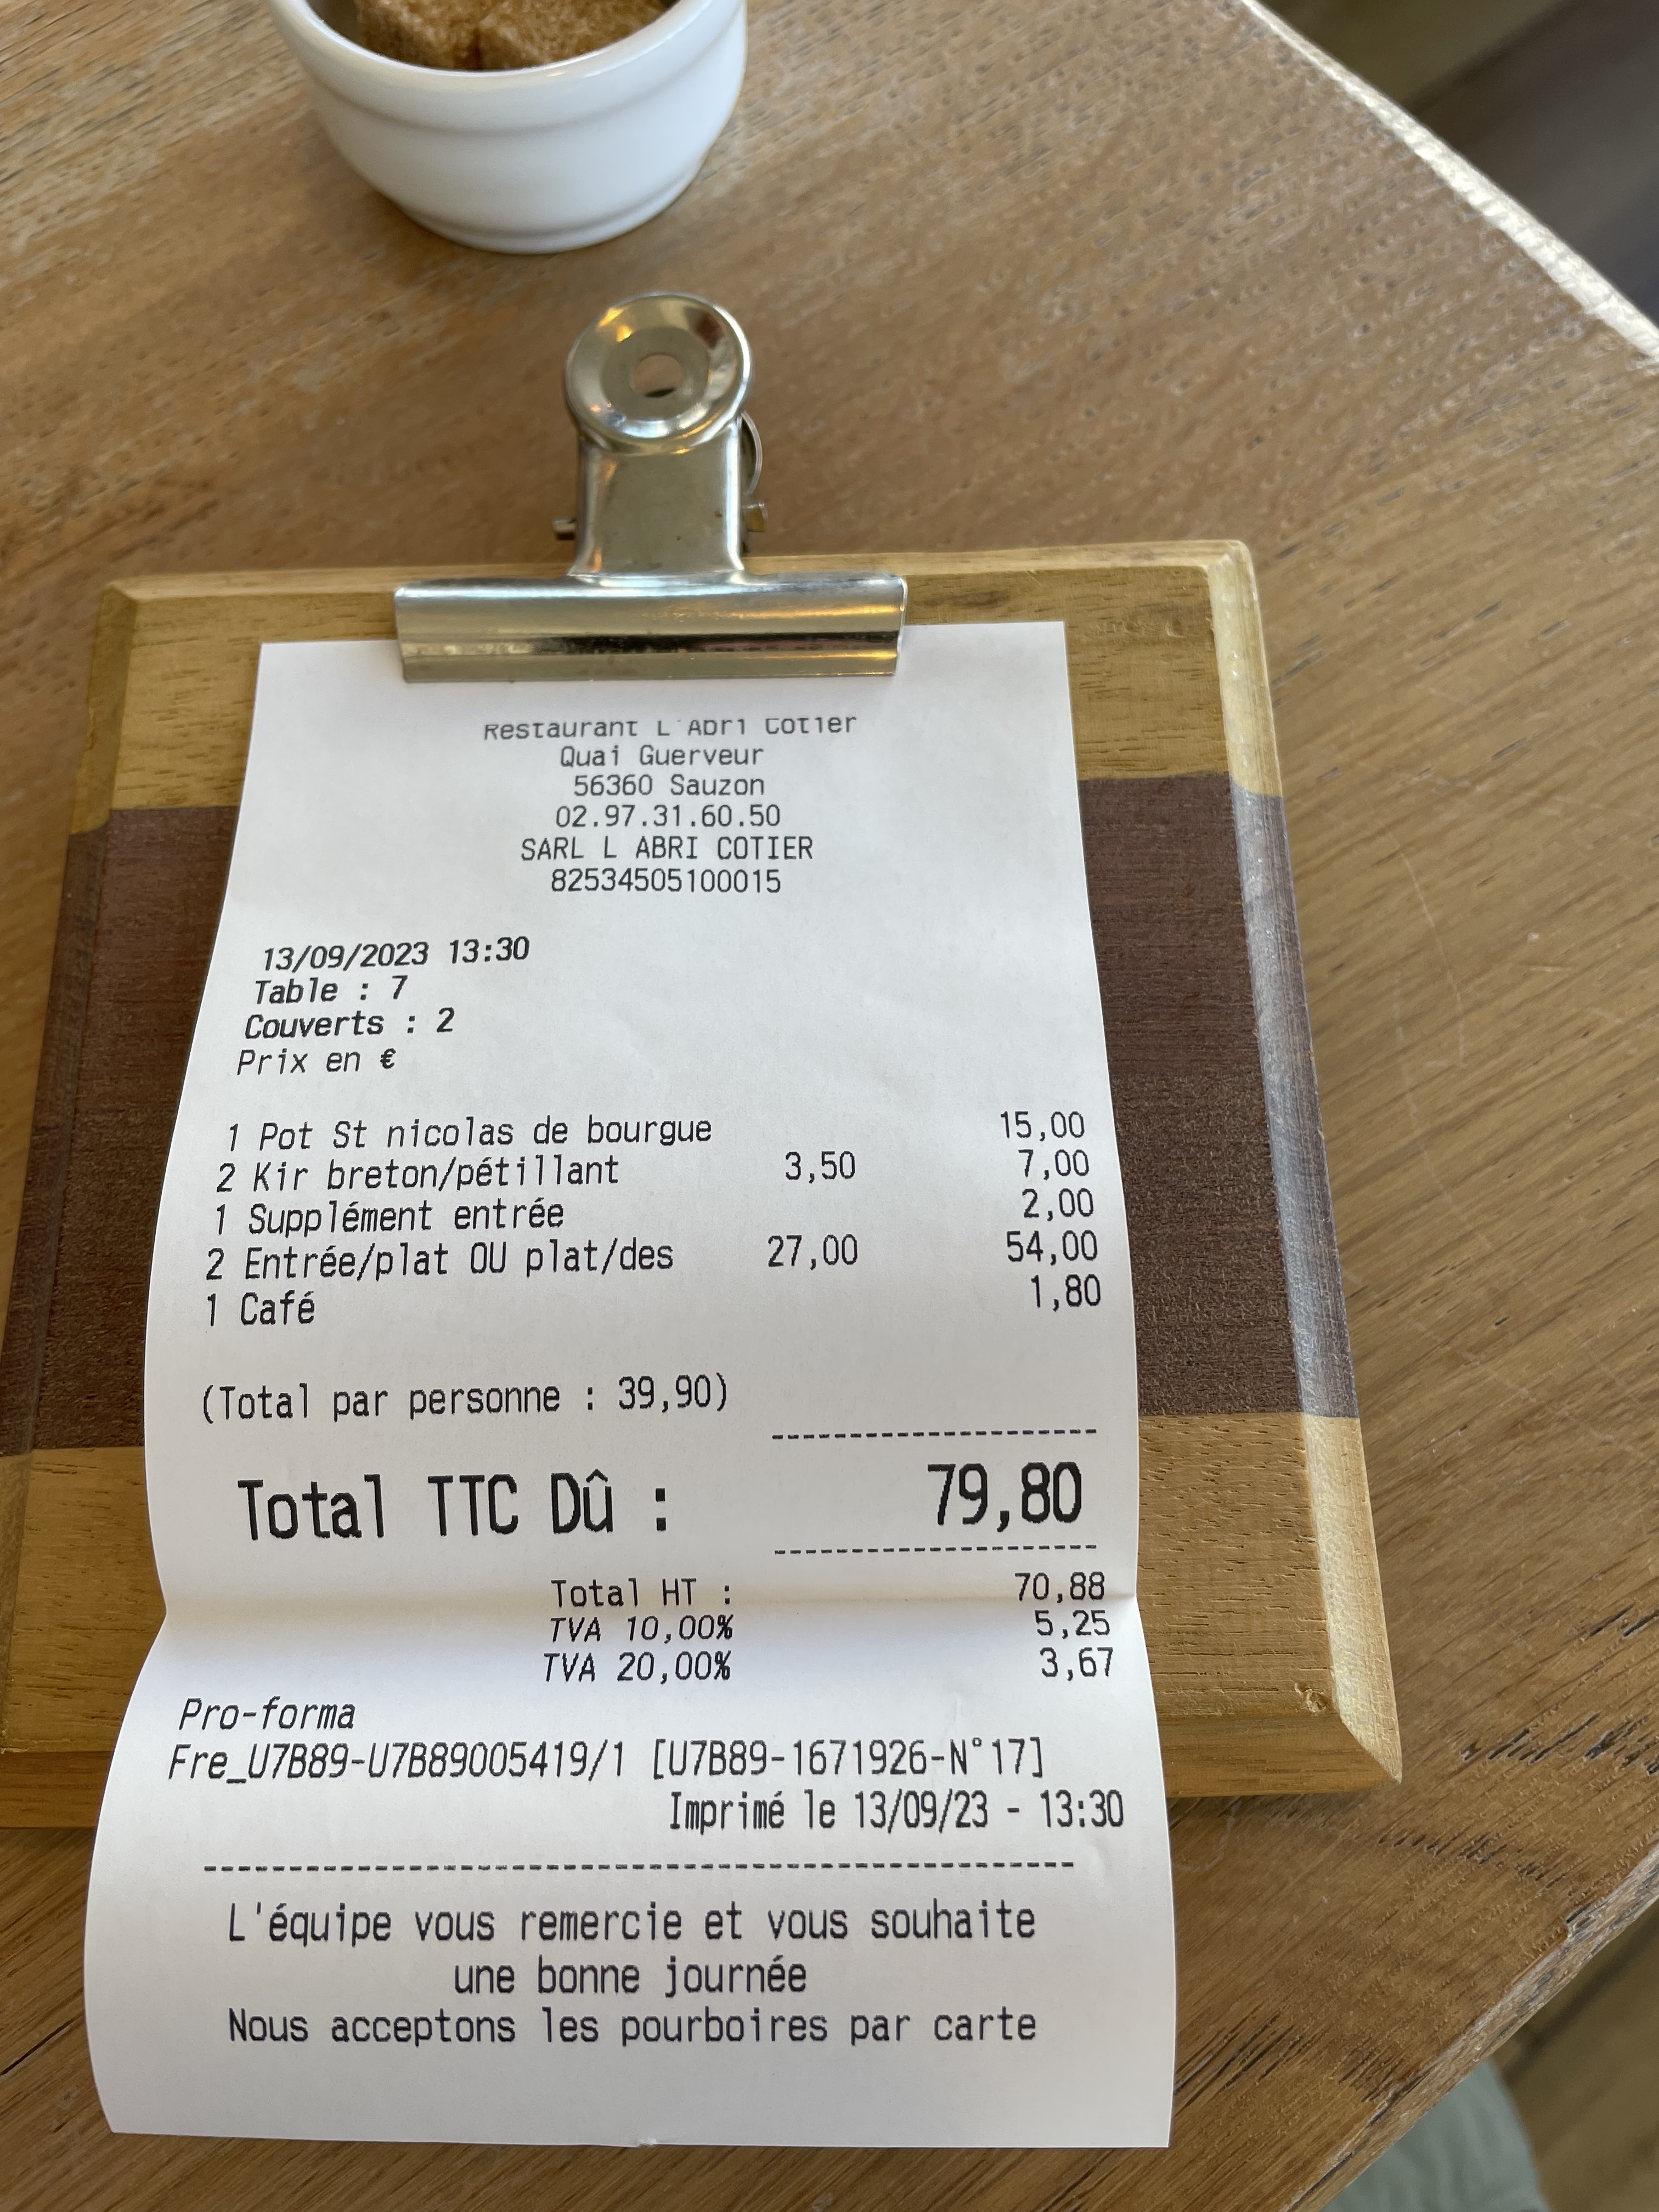 Restaurant L'Abri Cotier
Quai Guerveur
56360 Sauzon
02.97.31.60.50
SARL L ABRI COTIER
82534505100015
13/09/2023 13:30
Table : 7
Couverts : 2
Prix en €
1 Pot St nicolas de bourgue 15,00
2 Kir breton/pétillant 3,50 7,00
1 Supplément entrée 2,00
2 Entrée/plat OU plat/des 27,00 54,00
1 Café 1,80
(Total par personne : 39,90)
Total TTC Dû : 79,80
Total HT : 70,88
TVA 10,00% 5,25
TVA 20,00% 3,67
Pro-forma
Fre_U7B89-U7B89005419/1 [U7B89-1671926-N°17]
Imprimé le 13/09/23 - 13:30
L'équipe vous remercie et vous souhaite
une bonne journée
Nous acceptons les pourboires par carte